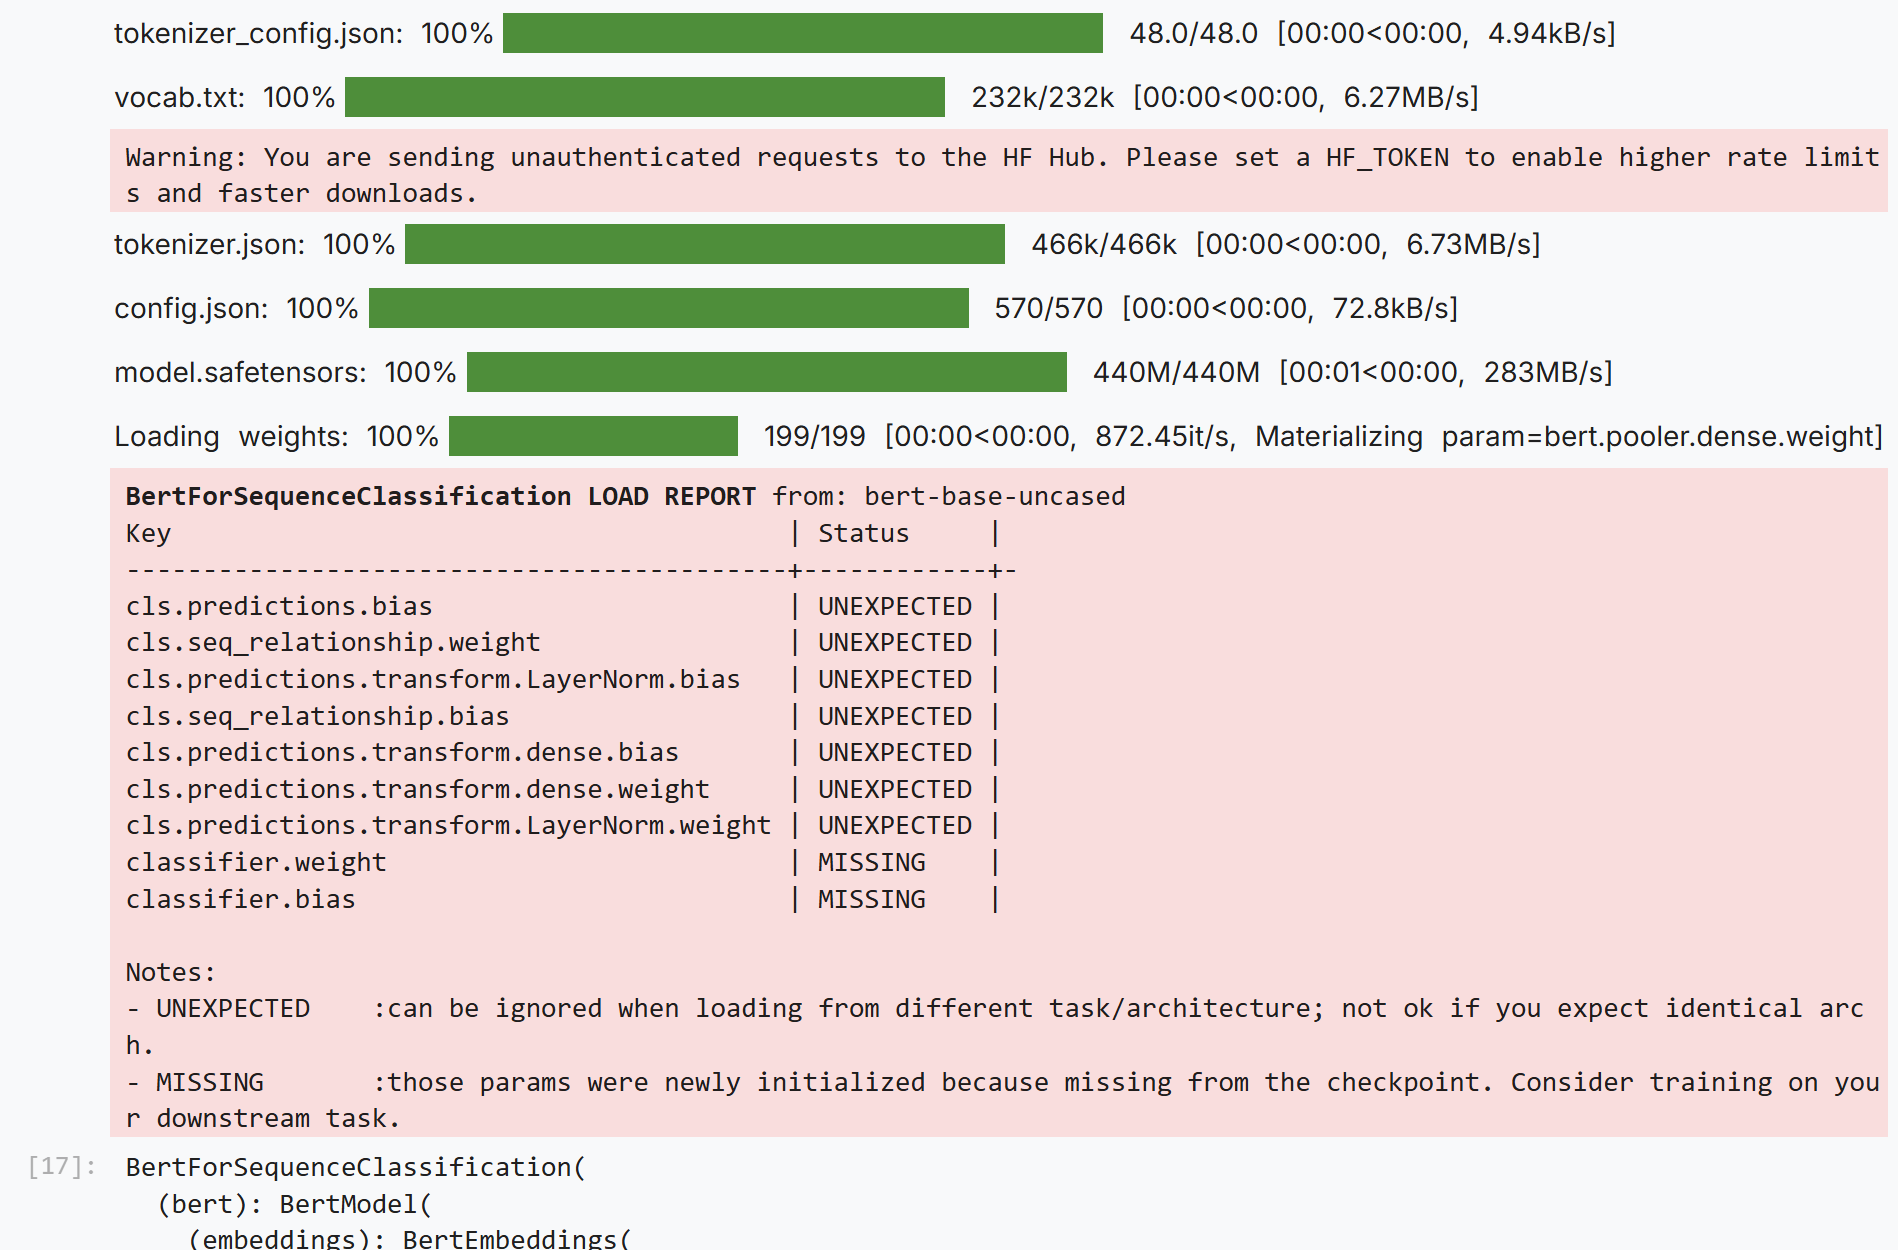 tokenizer_config.json: 100% 48.0/48.0 [00:00<00:00, 4.94kB/s]
vocab.txt: 100% 232k/232k [00:00<00:00, 6.27MB/s]
Warning: You are sending unauthenticated requests to the HF Hub. Please set a HF_TOKEN to enable higher rate limit
s and faster downloads.
tokenizer.json: 100% 466k/466k [00:00<00:00, 6.73MB/s]
config.json: 100% 570/570 [00:00<00:00, 72.8kB/s]
model.safetensors: 100% 440M/440M [00:01<00:00, 283MB/s]
Loading weights: 100% 199/199 [00:00<00:00, 872.45it/s, Materializing param=bert.pooler.dense.weight]
BertForSequenceClassification LOAD REPORT from: bert-base-uncased
Key                                        | Status     |
-------------------------------------------+------------+-
cls.predictions.bias                       | UNEXPECTED |
cls.seq_relationship.weight                | UNEXPECTED |
cls.predictions.transform.LayerNorm.bias   | UNEXPECTED |
cls.seq_relationship.bias                  | UNEXPECTED |
cls.predictions.transform.dense.bias       | UNEXPECTED |
cls.predictions.transform.dense.weight     | UNEXPECTED |
cls.predictions.transform.LayerNorm.weight | UNEXPECTED |
classifier.weight                          | MISSING    |
classifier.bias                            | MISSING    |
Notes:
- UNEXPECTED    :can be ignored when loading from different task/architecture; not ok if you expect identical arc
h.
- MISSING       :those params were newly initialized because missing from the checkpoint. Consider training on you
r downstream task.
[17]: BertForSequenceClassification(
  (bert): BertModel(
    (embeddings): BertEmbeddings(